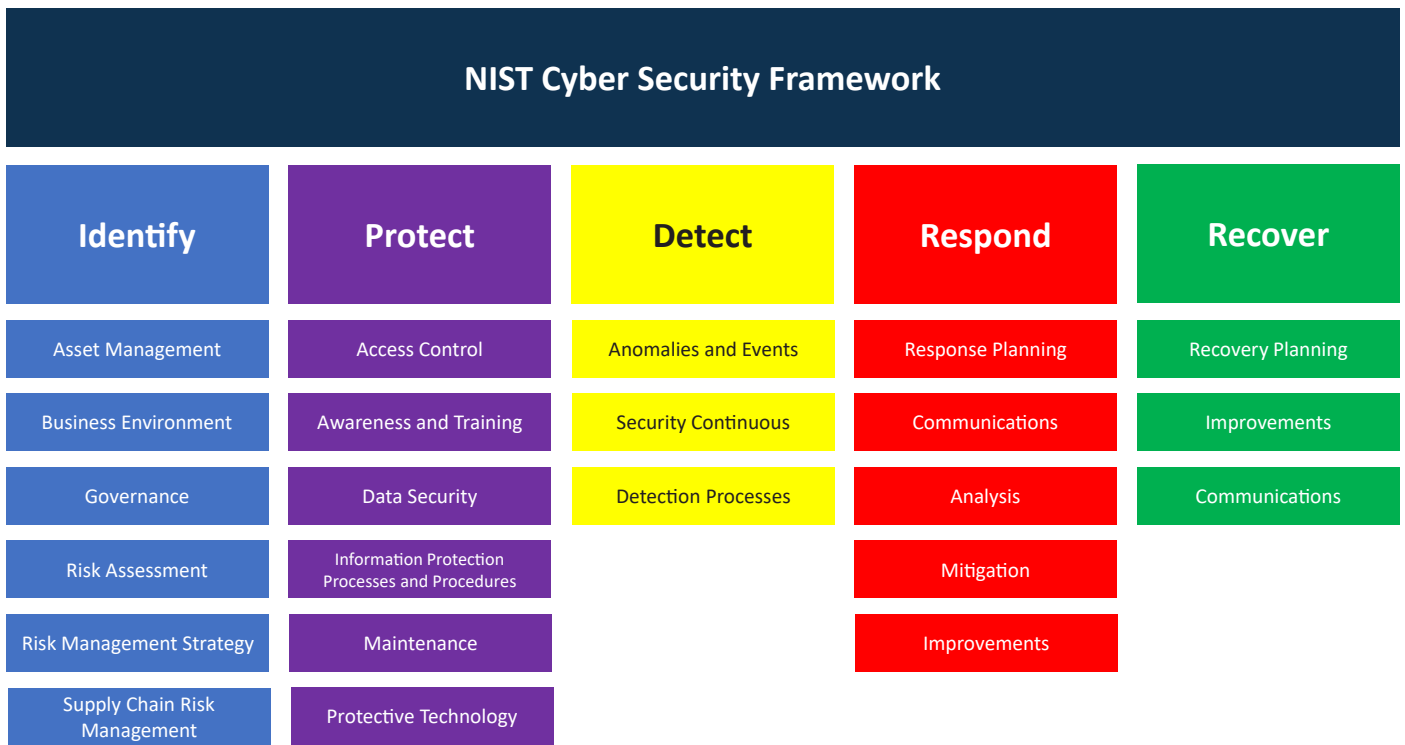 NIST Cyber Security Framework
Identify
Protect
Detect
Respond
Recover
Asset Management
Access Control
Anomalies and Events
Response Planning
Recovery Planning
Business Environment
Awareness and Training
Security Continuous
Communications
Improvements
Governance
Data Security
Detection Processes
Analysis
Communications
Risk Assessment
Information Protection
Processes and Procedures
Mitigation
Risk Management Strategy
Maintenance
Improvements
Supply Chain Risk
Management
Protective Technology